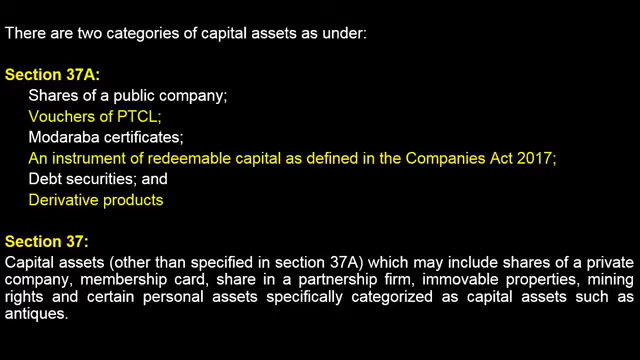 There are two categories of capital assets as under:
Section 37A:
Shares of a public company;
Vouchers of PTCL;
Modaraba certificates;
An instrument of redeemable capital as defined in the Companies Act 2017;
Debt securities; and
Derivative products
Section 37:
Capital assets (other than specified in section 37A) which may include shares of a private
company, membership card, share in a partnership firm, immovable properties, mining
rights and certain personal assets specifically categorized as capital assets such as
antiques.